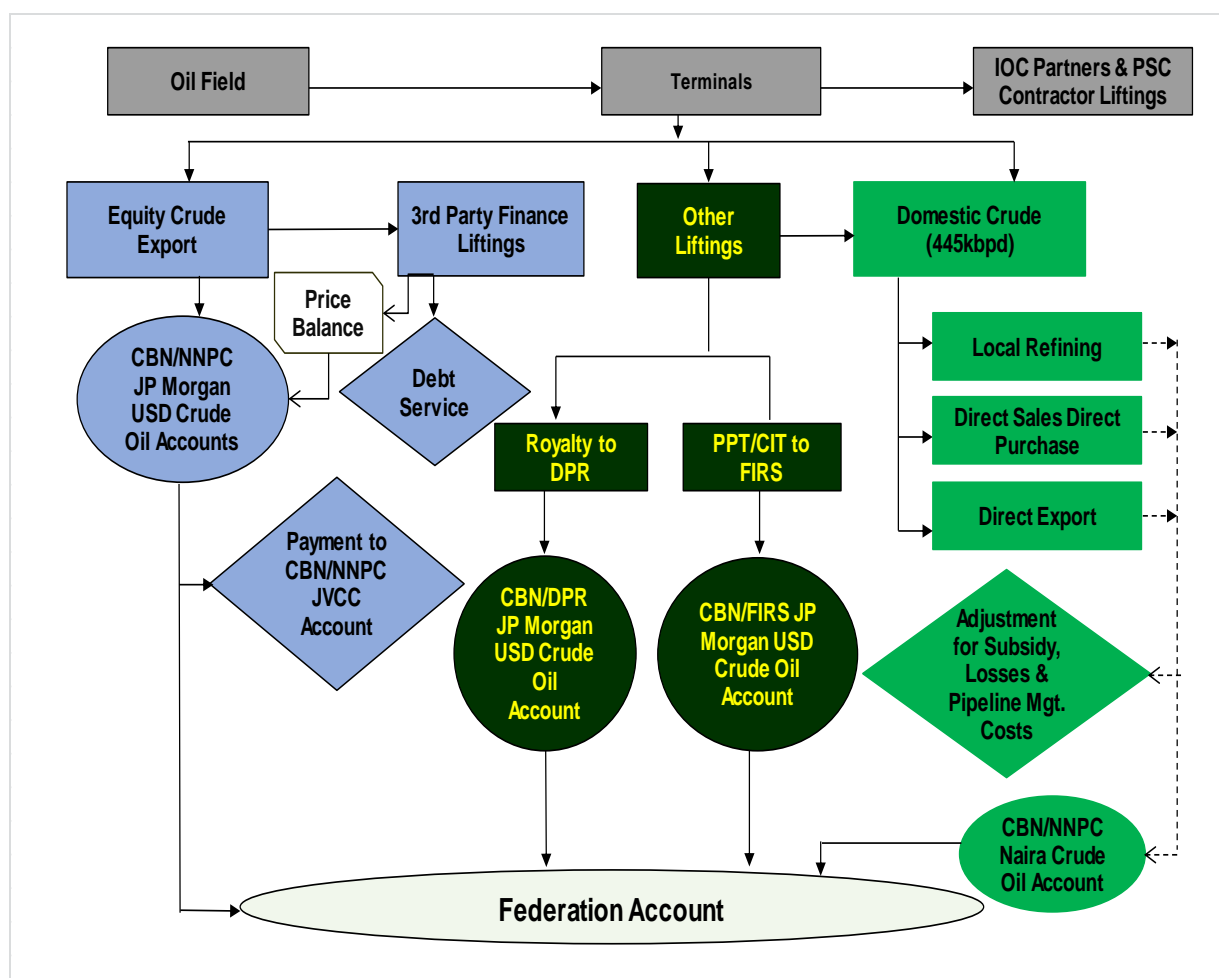 Oil Field
Terminals
IOC Partners & PSC
Contractor Liftings
Equity Crude
Export
3rd Party Finance
Liftings
Other
Liftings
Domestic Crude
(445kbpd)
Price
Balance
CBN/NNPC
JP Morgan
USD Crude
Oil Accounts
Debt
Service
Local Refining
Direct Sales Direct
Purchase
Direct Export
Royalty to
DPR
PPT/CIT to
FIRS
Payment to
CBN/NNPC
JVCC
Account
CBN/DPR
JP Morgan
USD Crude
Oil
Account
CBN/FIRS JP
Morgan USD
Crude Oil
Account
Adjustment
for Subsidy,
Losses &
Pipeline Mgt.
Costs
CBN/NNPC
Naira Crude
Oil Account
Federation Account